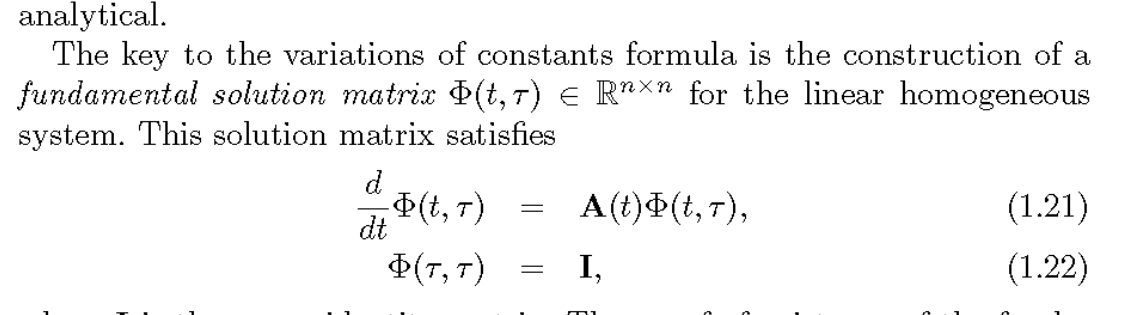 analytical.
The key to the variations of constants formula is the construction of a
fundamental solution matrix Φ(t, τ) ∈ ℝⁿˣⁿ for the linear homogeneous
system. This solution matrix satisfies
d/dt Φ(t, τ) = A(t)Φ(t, τ), (1.21)
Φ(τ, τ) = I, (1.22)